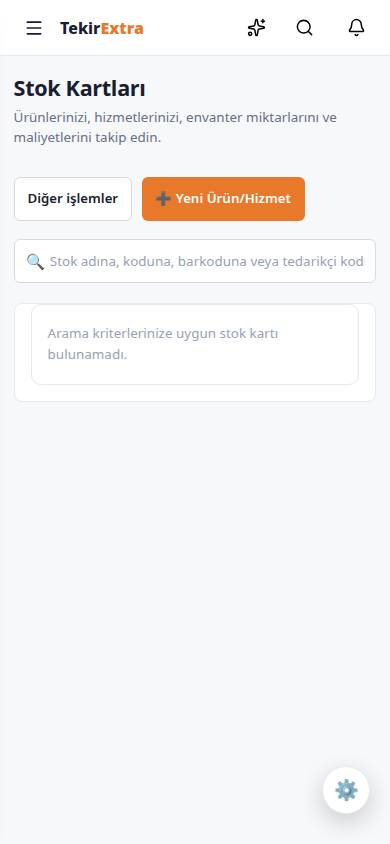 TekirExtra
Stok Kartları
Ürünlerinizi, hizmetlerinizi, envanter miktarlarını ve
maliyetlerini takip edin.
Diğer işlemler
➕ Yeni Ürün/Hizmet
🔍 Stok adına, koduna, barkoduna veya tedarikçi kod
Arama kriterlerinize uygun stok kartı
bulunamadı.